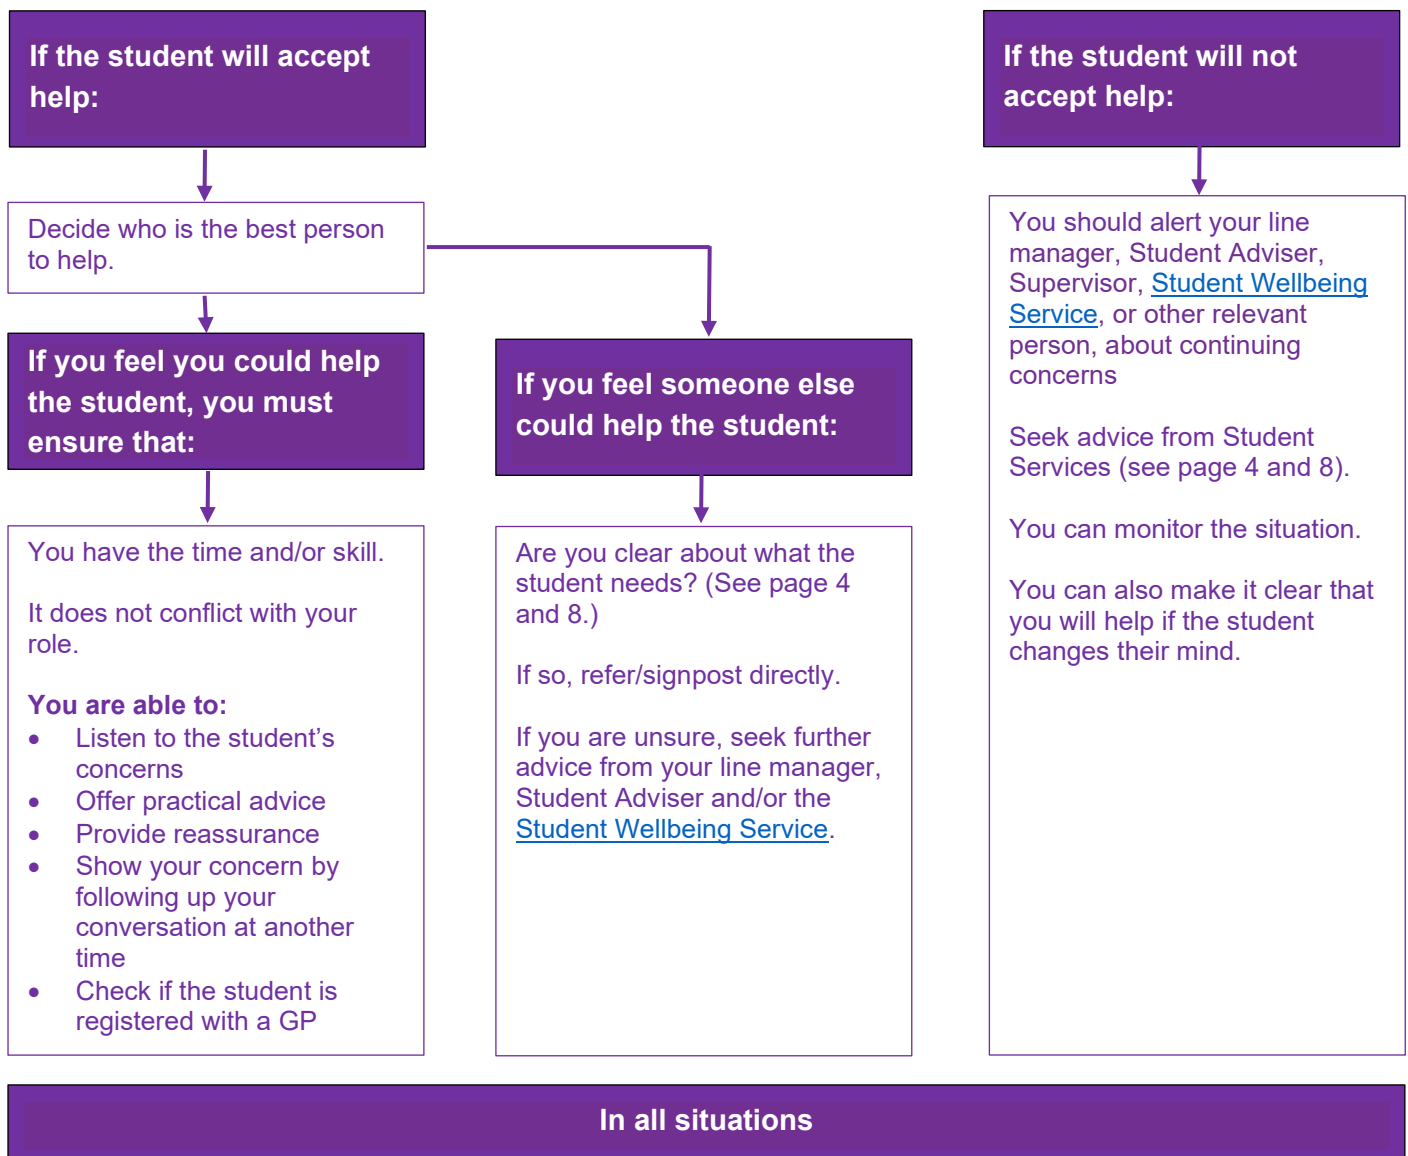 If the student will accept
help:
Decide who is the best person
to help.
If you feel you could help
the student, you must
ensure that:
You have the time and/or skill.
It does not conflict with your
role.
You are able to:
• Listen to the student’s
concerns
• Offer practical advice
• Provide reassurance
• Show your concern by
following up your
conversation at another
time
• Check if the student is
registered with a GP
If you feel someone else
could help the student:
Are you clear about what the
student needs? (See page 4
and 8.)
If so, refer/signpost directly.
If you are unsure, seek further
advice from your line manager,
Student Adviser and/or the
Student Wellbeing Service.
If the student will not
accept help:
You should alert your line
manager, Student Adviser,
Supervisor, Student Wellbeing
Service, or other relevant
person, about continuing
concerns
Seek advice from Student
Services (see page 4 and 8).
You can monitor the situation.
You can also make it clear that
you will help if the student
changes their mind.
In all situations